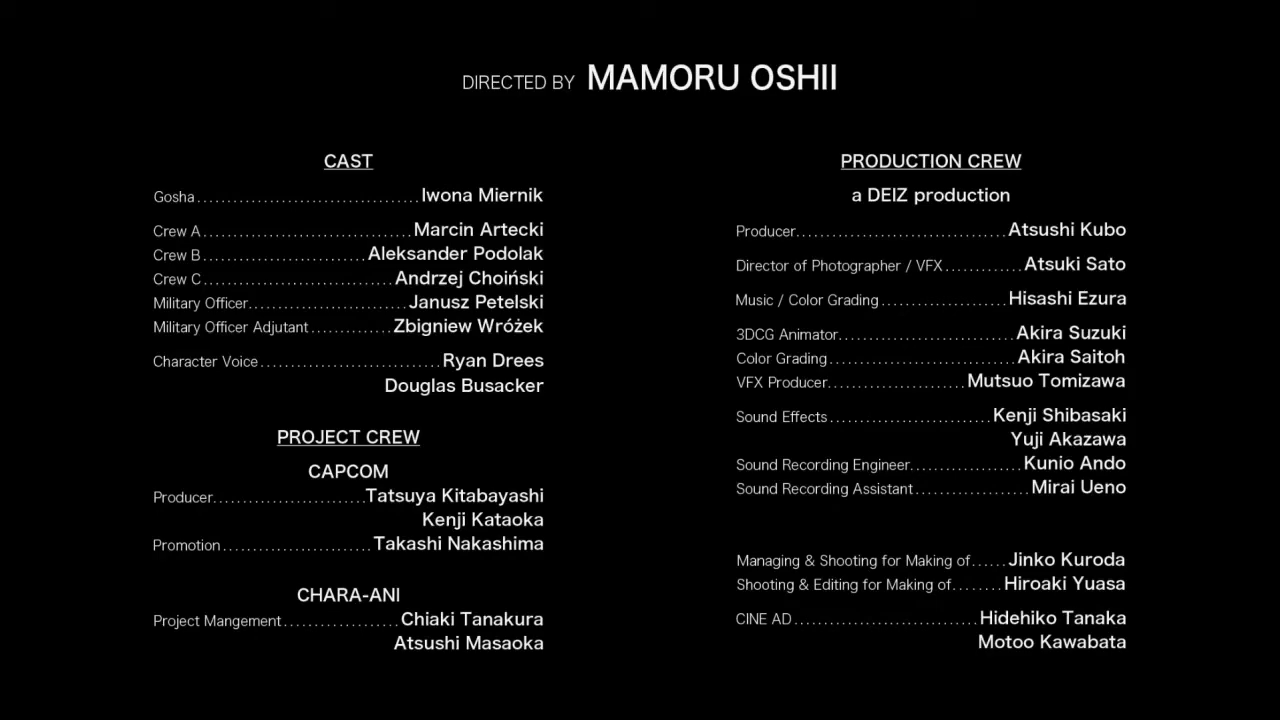 DIRECTED BY MAMORU OSHII
CAST
Gosha....................................Iwona Miernik
Crew A...................................Marcin Artecki
Crew B...........................Aleksander Podolak
Crew C................................Andrzej Choiński
Military Officer..........................Janusz Petelski
Military Officer Adjutant.............Zbigniew Wróżek
Character Voice..............................Ryan Drees
Douglas Busacker
PROJECT CREW
CAPCOM
Producer.........................Tatsuya Kitabayashi
Kenji Kataoka
Promotion.........................Takashi Nakashima
CHARA-ANI
Project Mangement...................Chiaki Tanakura
Atsushi Masaoka
PRODUCTION CREW
a DEIZ production
Producer...................................Atsushi Kubo
Director of Photographer / VFX.............Atsuki Sato
Music / Color Grading.....................Hisashi Ezura
3DCG Animator..............................Akira Suzuki
Color Grading...............................Akira Saitoh
VFX Producer.......................Mutsuo Tomizawa
Sound Effects...........................Kenji Shibasaki
Yuji Akazawa
Sound Recording Engineer...................Kunio Ando
Sound Recording Assistant...................Mirai Ueno
Managing & Shooting for Making of......Jinko Kuroda
Shooting & Editing for Making of........Hiroaki Yuasa
CINE AD...............................Hidehiko Tanaka
Motoo Kawabata